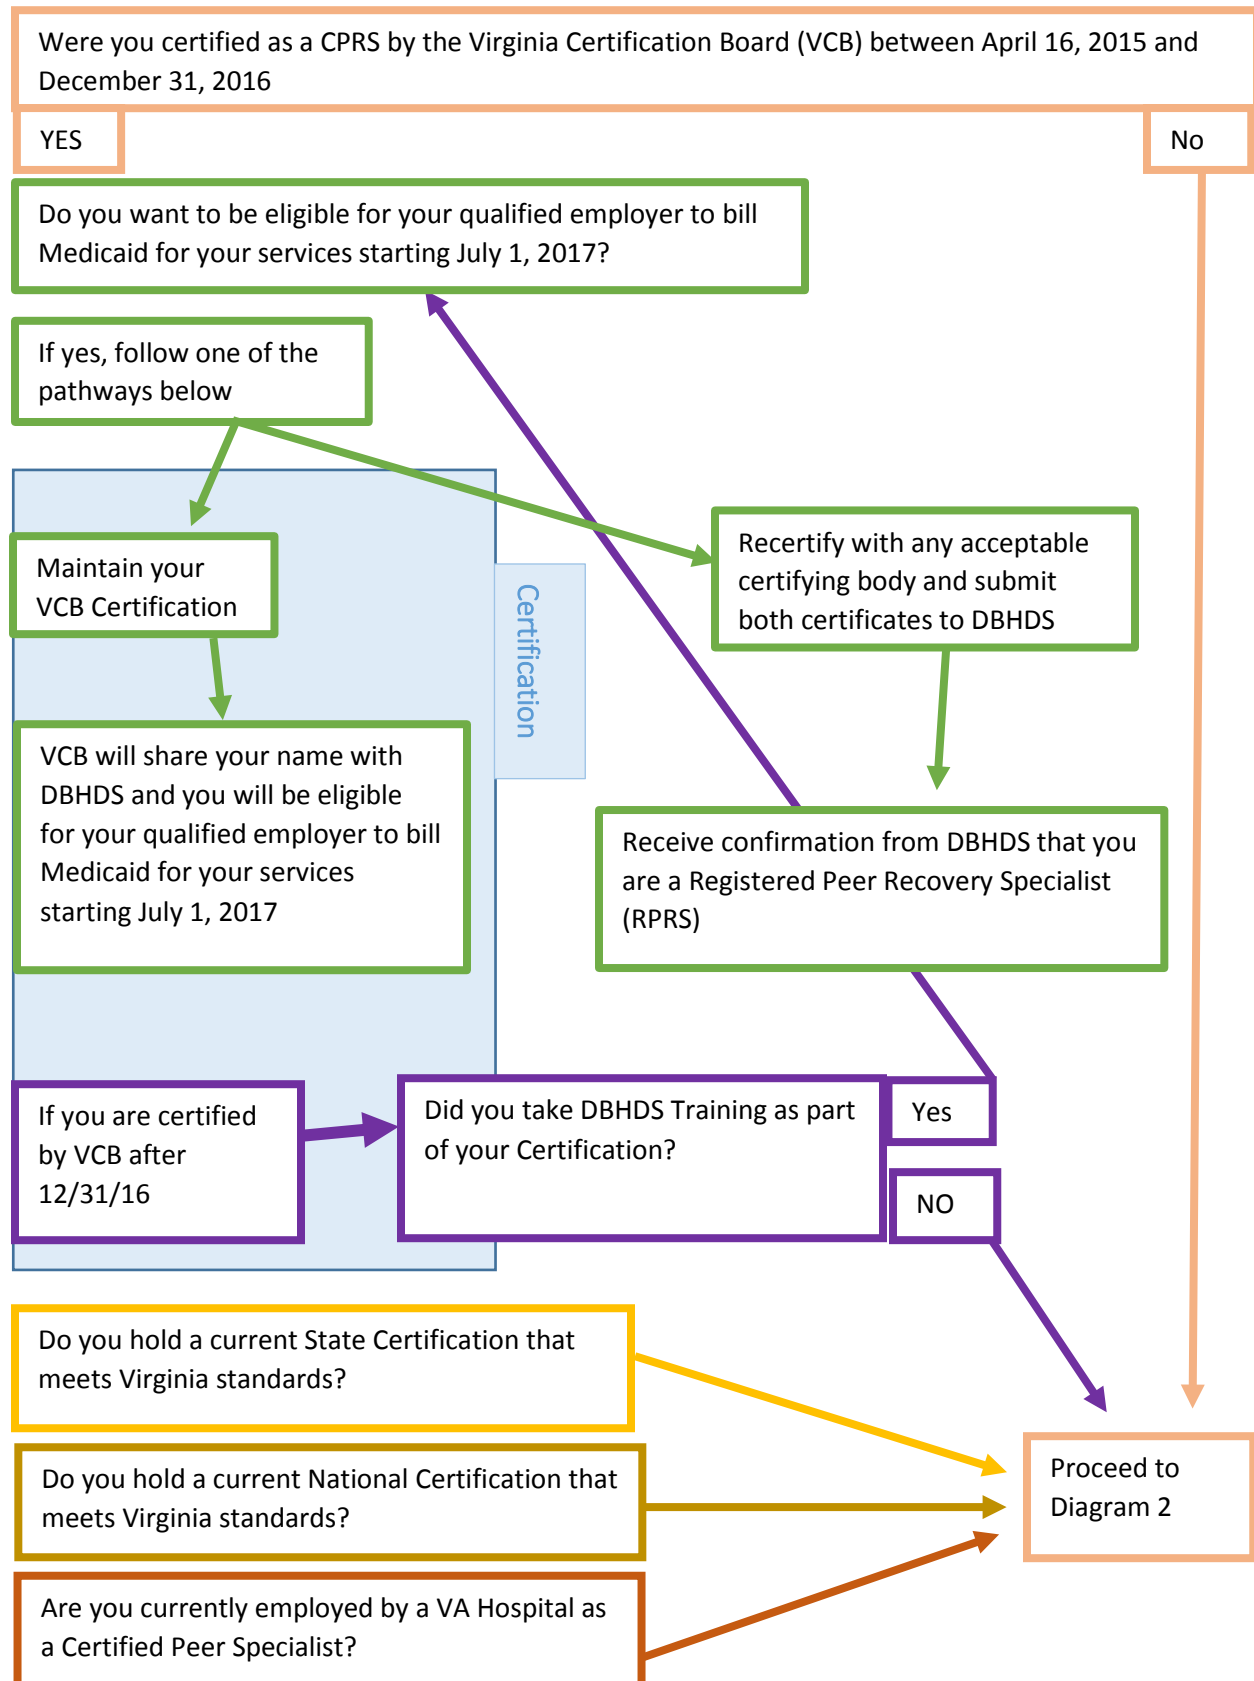 Were you certified as a CPRS by the Virginia Certification Board (VCB) between April 16, 2015 and
December 31, 2016
YES
No
Do you want to be eligible for your qualified employer to bill
Medicaid for your services starting July 1, 2017?
If yes, follow one of the
pathways below
Maintain your
VCB Certification
Certification
Recertify with any acceptable
certifying body and submit
both certificates to DBHDS
VCB will share your name with
DBHDS and you will be eligible
for your qualified employer to bill
Medicaid for your services
starting July 1, 2017
Receive confirmation from DBHDS that you
are a Registered Peer Recovery Specialist
(RPRS)
If you are certified
by VCB after
12/31/16
Did you take DBHDS Training as part
of your Certification?
Yes
NO
Do you hold a current State Certification that
meets Virginia standards?
Do you hold a current National Certification that
meets Virginia standards?
Proceed to
Diagram 2
Are you currently employed by a VA Hospital as
a Certified Peer Specialist?